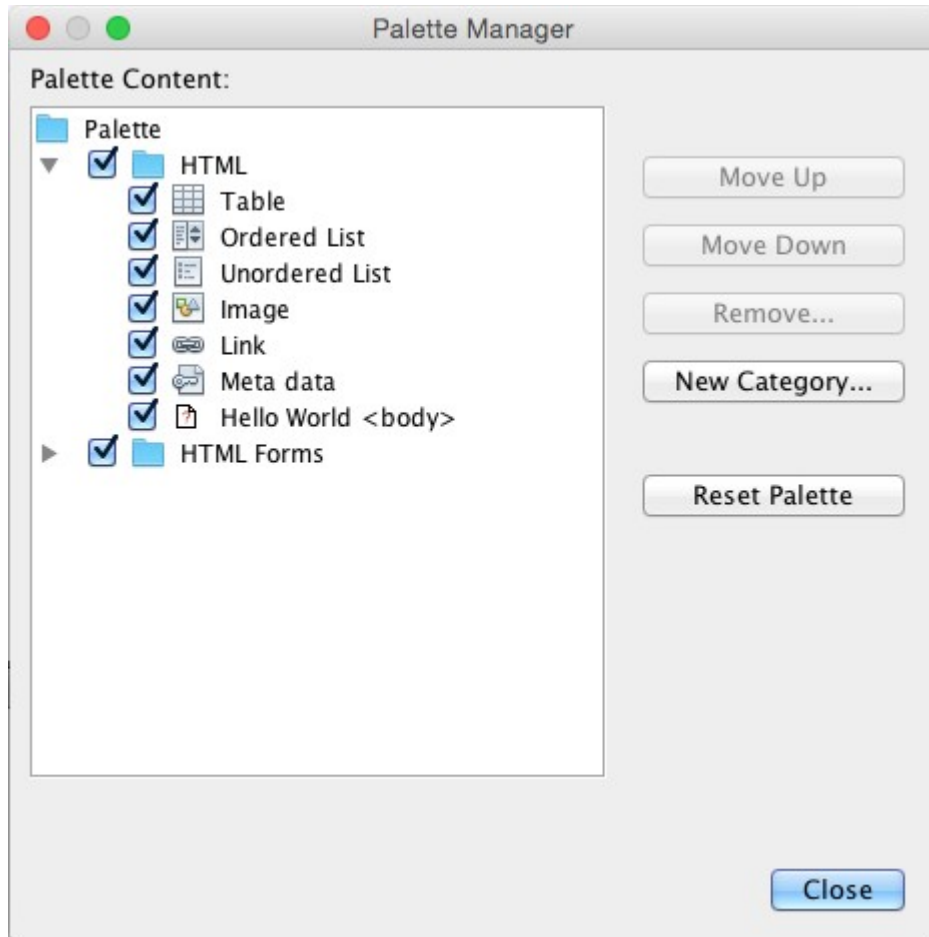 Palette Manager
Palette Content:
Palette
HTML
Table
Ordered List
Unordered List
Image
Link
Meta data
Hello World <body>
HTML Forms
Move Up
Move Down
Remove...
New Category...
Reset Palette
Close